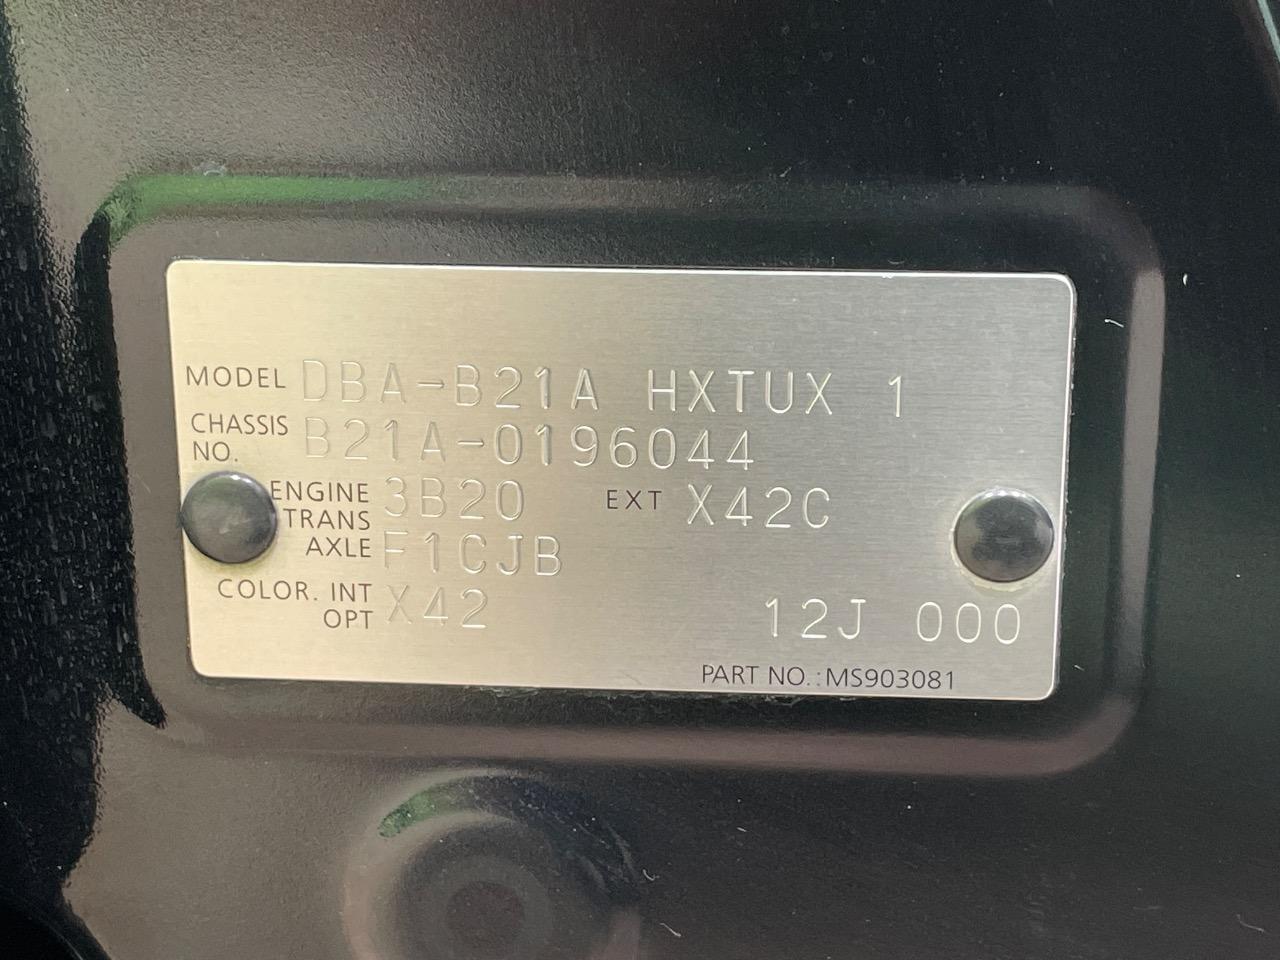 MODEL DBA-B21A HXTUX 1
CHASSIS NO. B21A-0196044
ENGINE 3B20 EXT X42C
TRANS AXLE F1CJB
COLOR. INT OPT X42 12J 000
PART NO.:MS903081